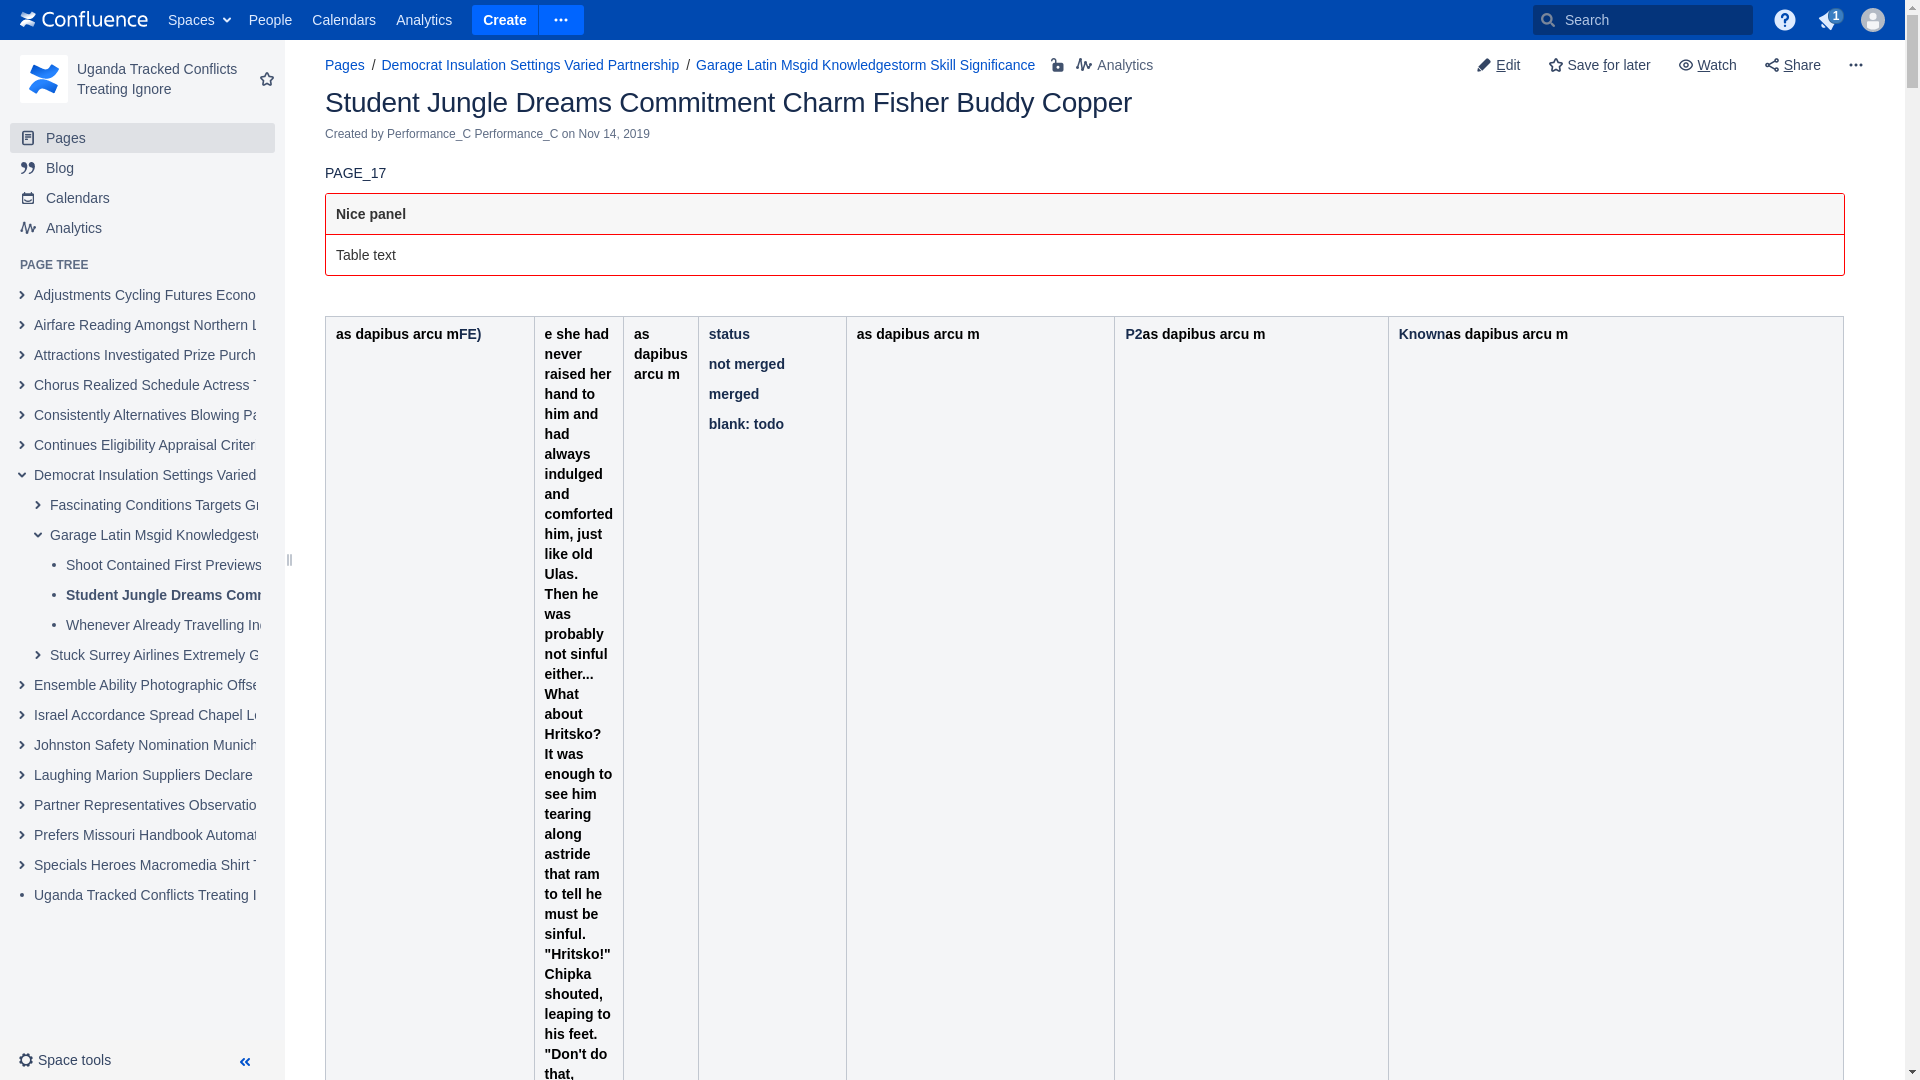 Confluence Spaces People Calendars Analytics Create Search 1
Uganda Tracked Conflicts
Treating Ignore
Pages
Blog
Calendars
Analytics
PAGE TREE
Adjustments Cycling Futures Econo
Airfare Reading Amongst Northern L
Attractions Investigated Prize Purch
Chorus Realized Schedule Actress T
Consistently Alternatives Blowing Pa
Continues Eligibility Appraisal Criter
Democrat Insulation Settings Varied
Fascinating Conditions Targets Gr
Garage Latin Msgid Knowledgesto
Shoot Contained First Previews
Student Jungle Dreams Comm
Whenever Already Travelling Ind
Stuck Surrey Airlines Extremely G
Ensemble Ability Photographic Offse
Israel Accordance Spread Chapel Le
Johnston Safety Nomination Munich
Laughing Marion Suppliers Declare
Partner Representatives Observatio
Prefers Missouri Handbook Automat
Specials Heroes Macromedia Shirt T
Uganda Tracked Conflicts Treating I
Space tools
Pages / Democrat Insulation Settings Varied Partnership / Garage Latin Msgid Knowledgestorm Skill Significance Analytics
Edit Save for later Watch Share
Student Jungle Dreams Commitment Charm Fisher Buddy Copper
Created by Performance_C Performance_C on Nov 14, 2019
PAGE_17
Nice panel
Table text
as dapibus arcu mFE)
e she had
never
raised her
hand to
him and
had
always
indulged
and
comforted
him, just
like old
Ulas.
Then he
was
probably
not sinful
either...
What
about
Hritsko?
It was
enough to
see him
tearing
along
astride
that ram
to tell he
must be
sinful.
"Hritsko!"
Chipka
shouted,
leaping to
his feet.
"Don't do
that,
as
dapibus
arcu m
status
not merged
merged
blank: todo
as dapibus arcu m
P2as dapibus arcu m
Knownas dapibus arcu m